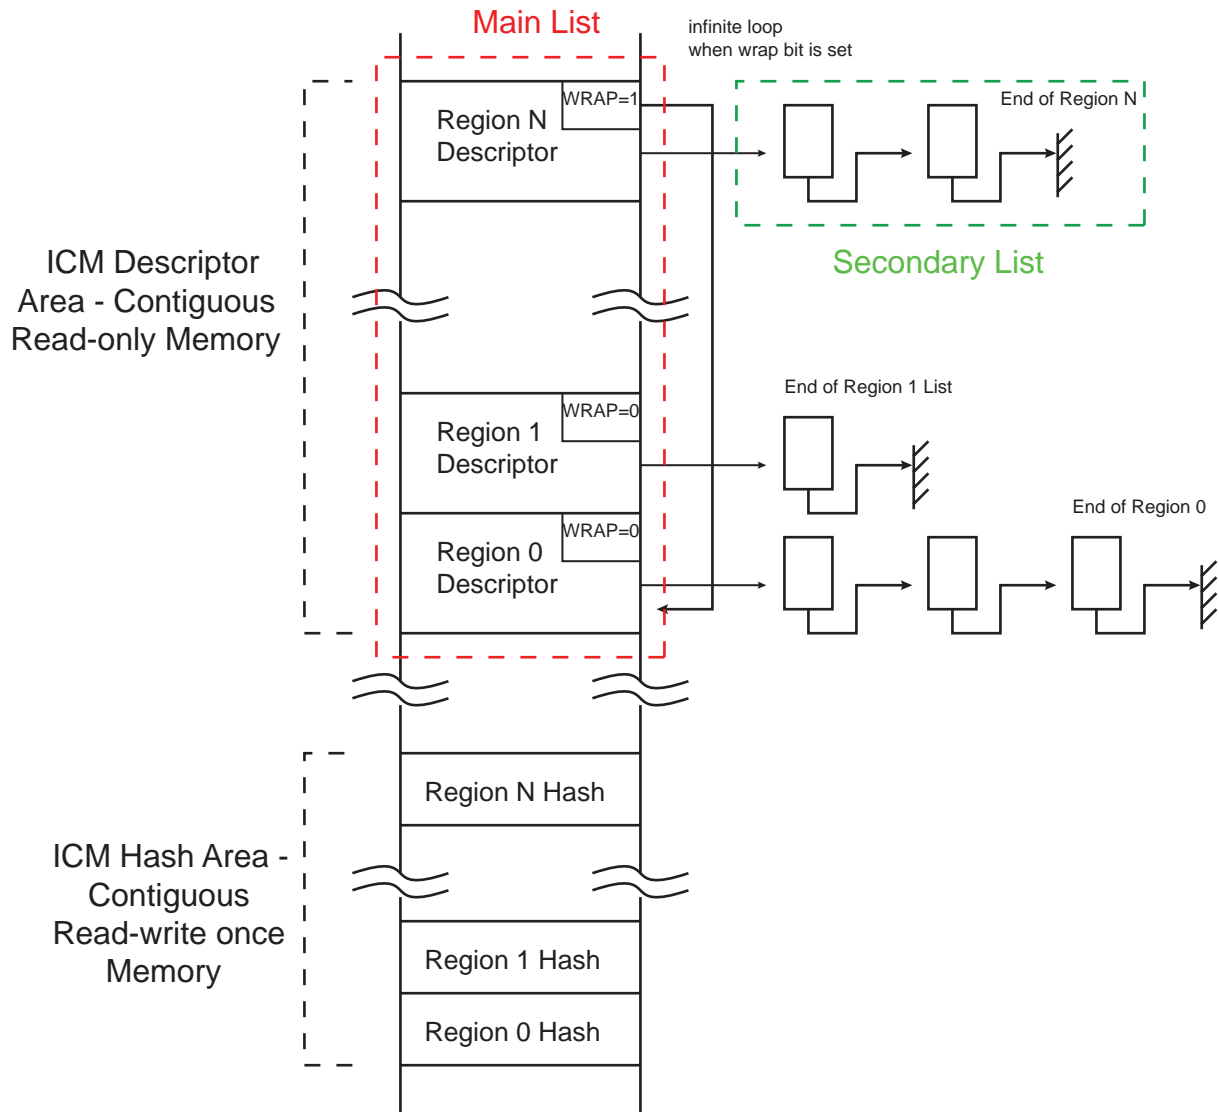 Main List
infinite loop
when wrap bit is set
WRAP=1
Region N
Descriptor
End of Region N
Secondary List
ICM Descriptor
Area - Contiguous
Read-only Memory
End of Region 1 List
WRAP=0
Region 1
Descriptor
End of Region 0
WRAP=0
Region 0
Descriptor
Region N Hash
ICM Hash Area -
Contiguous
Read-write once
Memory
Region 1 Hash
Region 0 Hash